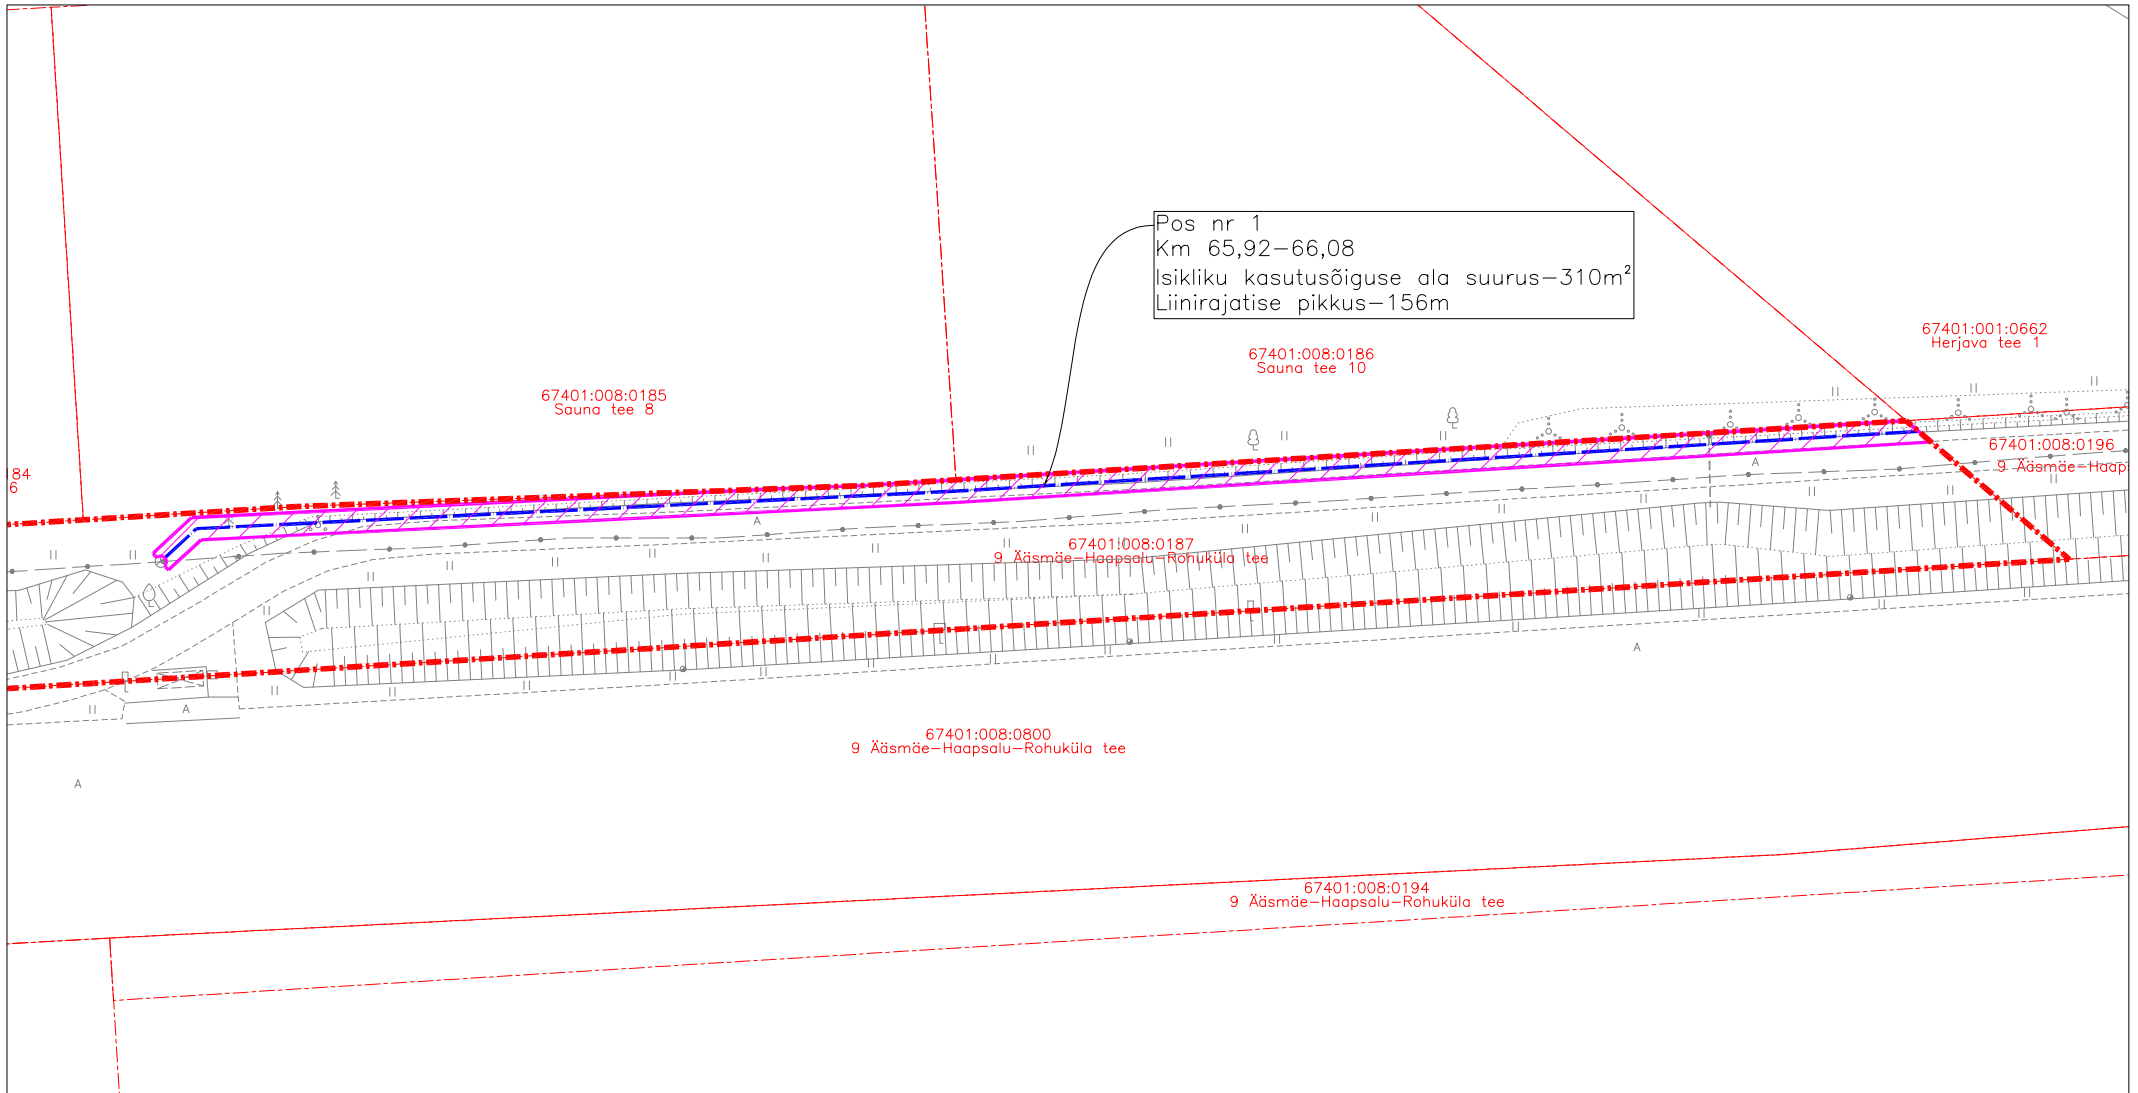 Pos nr 1
Km 65,92-66,08
Isikliku kasutusõiguse ala suurus-310m²
Liinirajatise pikkus-156m
67401:001:0662
Herjava tee 1
67401:008:0186
Sauna tee 10
67401:008:0185
Sauna tee 8
67401:008:0196
9 Ääsmäe-Haaps
184
6
A
A
67401:008:0187
9 Ääsmäe-Haapsalu-Rohuküla tee
A
A
67401:008:0800
9 Ääsmäe-Haapsalu-Rohuküla tee
A
67401:008:0194
9 Ääsmäe-Haapsalu-Rohuküla tee